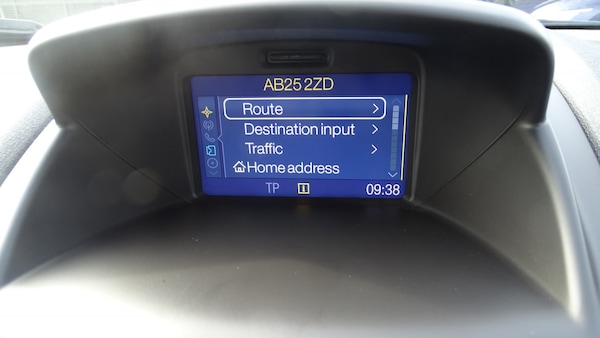 AB25 2ZD
Route
Destination input
Traffic
Home address
TP i 09:38